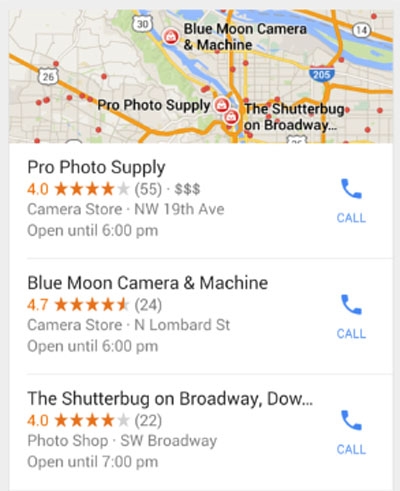 30
Blue Moon Camera
& Machine
14
205
26
Pro Photo Supply
The Shutterbug
on Broadway...
26
Pro Photo Supply
4.0 ★★★★★ (55) · $$$
Camera Store · NW 19th Ave
Open until 6:00 pm
CALL
Blue Moon Camera & Machine
4.7 ★★★★★ (24)
Camera Store · N Lombard St
Open until 6:00 pm
CALL
The Shutterbug on Broadway, Dow...
4.0 ★★★★★ (22)
Photo Shop · SW Broadway
Open until 7:00 pm
CALL